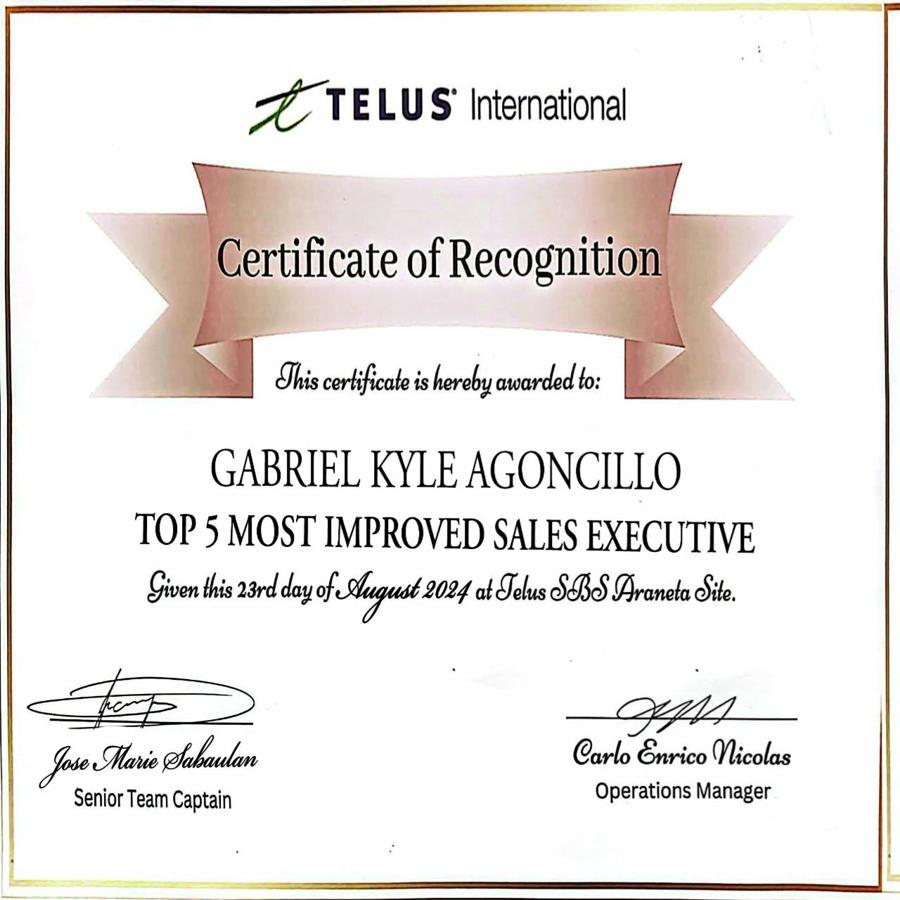 TELUS® International
Certificate of Recognition
This certificate is hereby awarded to:
GABRIEL KYLE AGONCILLO
TOP 5 MOST IMPROVED SALES EXECUTIVE
Given this 23rd day of August 2024 at Telus SBS Araneta Site.
Jose Marie Sabaulan
Senior Team Captain
Carlo Enrico Nicolas
Operations Manager